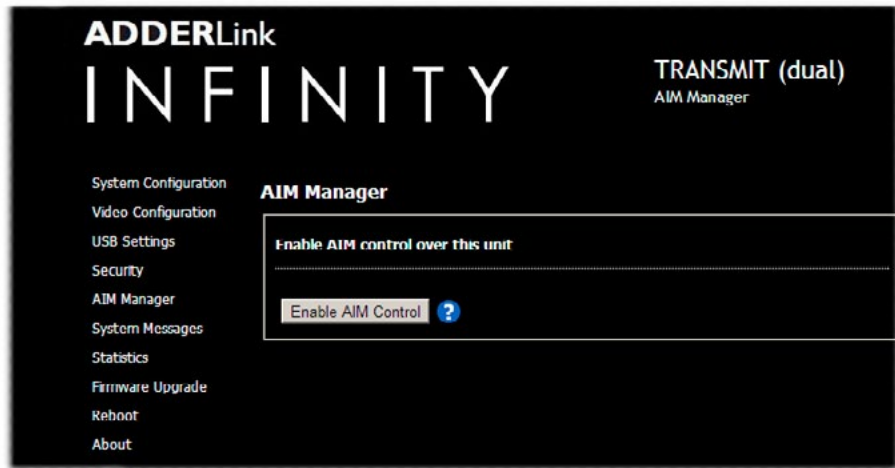 ADDERLink
INFINITY
TRANSMIT (dual)
AIM Manager
System Configuration
Video Configuration
USB Settings
Security
AIM Manager
System Messages
Statistics
Firmware Upgrade
Reboot
About
AIM Manager
Enable AIM control over this unit
Enable AIM Control ?